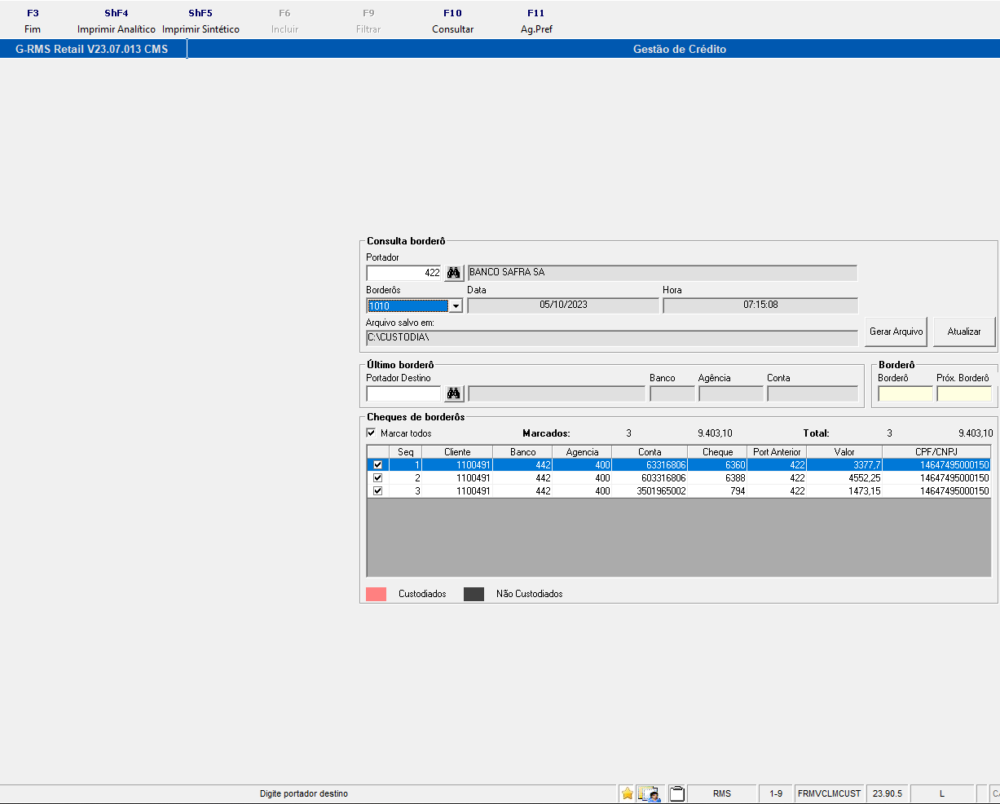 F3 ShF4 ShF5 F6 F9 F10 F11
Fim Imprimir Analítico Imprimir Sintético Incluir Filtrar Consultar Ag.Pref
G-RMS Retail V23.07.013 CMS Gestão de Crédito
Consulta borderô
Portador
422 BANCO SAFRA SA
Borderôs Data Hora
1010 05/10/2023 07:15:08
Arquivo salvo em:
C:\CUSTODIA\ Gerar Arquivo Atualizar
Último borderô Borderô
Portador Destino Banco Agência Conta Borderô Próx. Borderô
Cheques de borderôs
Marcar todos Marcados: 3 9.403,10 Total: 3 9.403,10
Seq Cliente Banco Agencia Conta Cheque Port Anterior Valor CPF/CNPJ
1 1100491 442 400 63316806 6360 422 3377,7 14647495000150
2 1100491 442 400 603316806 6388 422 4552,25 14647495000150
3 1100491 442 400 3501965002 794 422 1473,15 14647495000150
Custodiados Não Custodiados
Digite portador destino RMS 1-9 FRMVCLMCUST 23.90.5 L